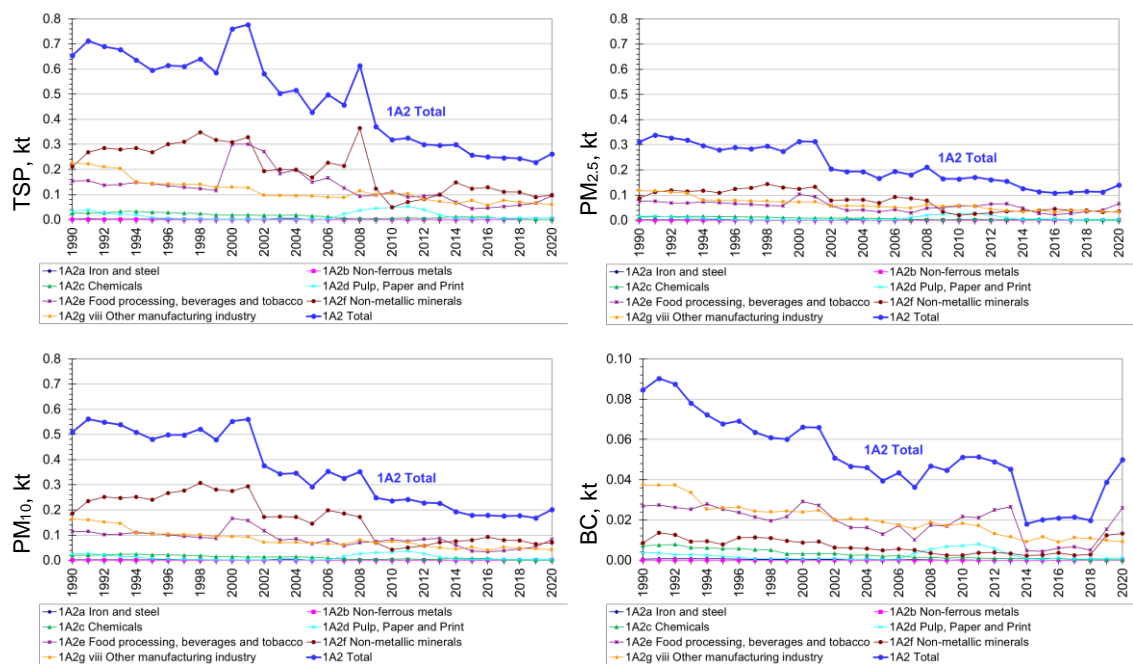 0.8
0.7
0.6
0.5
0.4
0.3
0.2
0.1
0.0
TSP, kt
1A2 Total
1990 1992 1994 1996 1998 2000 2002 2004 2006 2008 2010 2012 2014 2016 2018 2020
1A2a Iron and steel 1A2b Non-ferrous metals
1A2c Chemicals 1A2d Pulp, Paper and Print
1A2e Food processing, beverages and tobacco 1A2f Non-metallic minerals
1A2g viii Other manufacturing industry 1A2 Total
0.8
0.7
0.6
0.5
0.4
0.3
0.2
0.1
0.0
PM2.5, kt
1A2 Total
1990 1992 1994 1996 1998 2000 2002 2004 2006 2008 2010 2012 2014 2016 2018 2020
1A2a Iron and steel 1A2b Non-ferrous metals
1A2c Chemicals 1A2d Pulp, Paper and Print
1A2e Food processing, beverages and tobacco 1A2f Non-metallic minerals
1A2g viii Other manufacturing industry 1A2 Total
0.8
0.7
0.6
0.5
0.4
0.3
0.2
0.1
0.0
PM10, kt
1A2 Total
1990 1992 1994 1996 1998 2000 2002 2004 2006 2008 2010 2012 2014 2016 2018 2020
1A2a Iron and steel 1A2b Non-ferrous metals
1A2c Chemicals 1A2d Pulp, Paper and Print
1A2e Food processing, beverages and tobacco 1A2f Non-metallic minerals
1A2g viii Other manufacturing industry 1A2 Total
0.10
0.08
0.06
0.04
0.02
0.00
BC, kt
1A2 Total
1990 1992 1994 1996 1998 2000 2002 2004 2006 2008 2010 2012 2014 2016 2018 2020
1A2a Iron and steel 1A2b Non-ferrous metals
1A2c Chemicals 1A2d Pulp, Paper and Print
1A2e Food processing, beverages and tobacco 1A2f Non-metallic minerals
1A2g viii Other manufacturing industry 1A2 Total